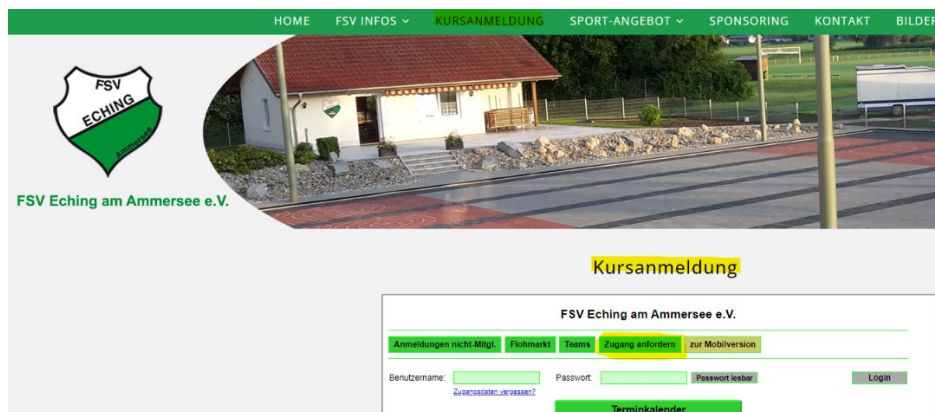 HOME FSV INFOS KURSANMELDUNG SPORT-ANGEBOT SPONSORING KONTAKT BILDER
FSV
ECHING
Ammersee
FSV Eching am Ammersee e.V.
Kursanmeldung
FSV Eching am Ammersee e.V.
Anmeldungen nicht-Mitgl. Flohmarkt Teams Zugang anfordern zur Mobilversion
Benutzername: Passwort: Passwort lesbar Login
Zugangsdaten vergessen?
Terminkalender